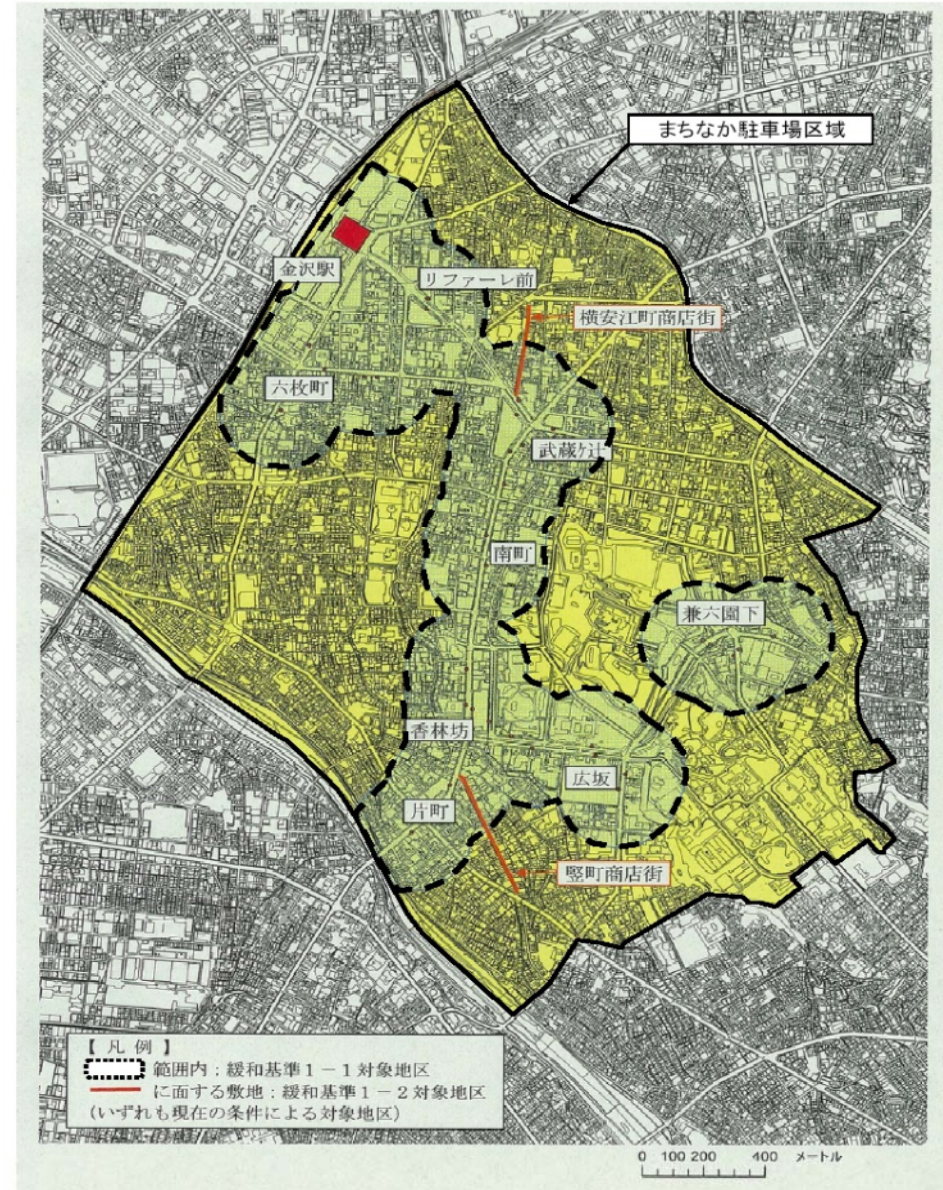 まちなか駐車場区域
金沢駅
リファーレ前
横安江町商店街
六枚町
武蔵ヶ辻
南町
兼六園下
香林坊
広坂
片町
竪町商店街
【 凡 例 】
範囲内：緩和基準１－１対象地区
に面する敷地：緩和基準１－２対象地区
(いずれも現在の条件による対象地区)
0 100 200 400 メートル